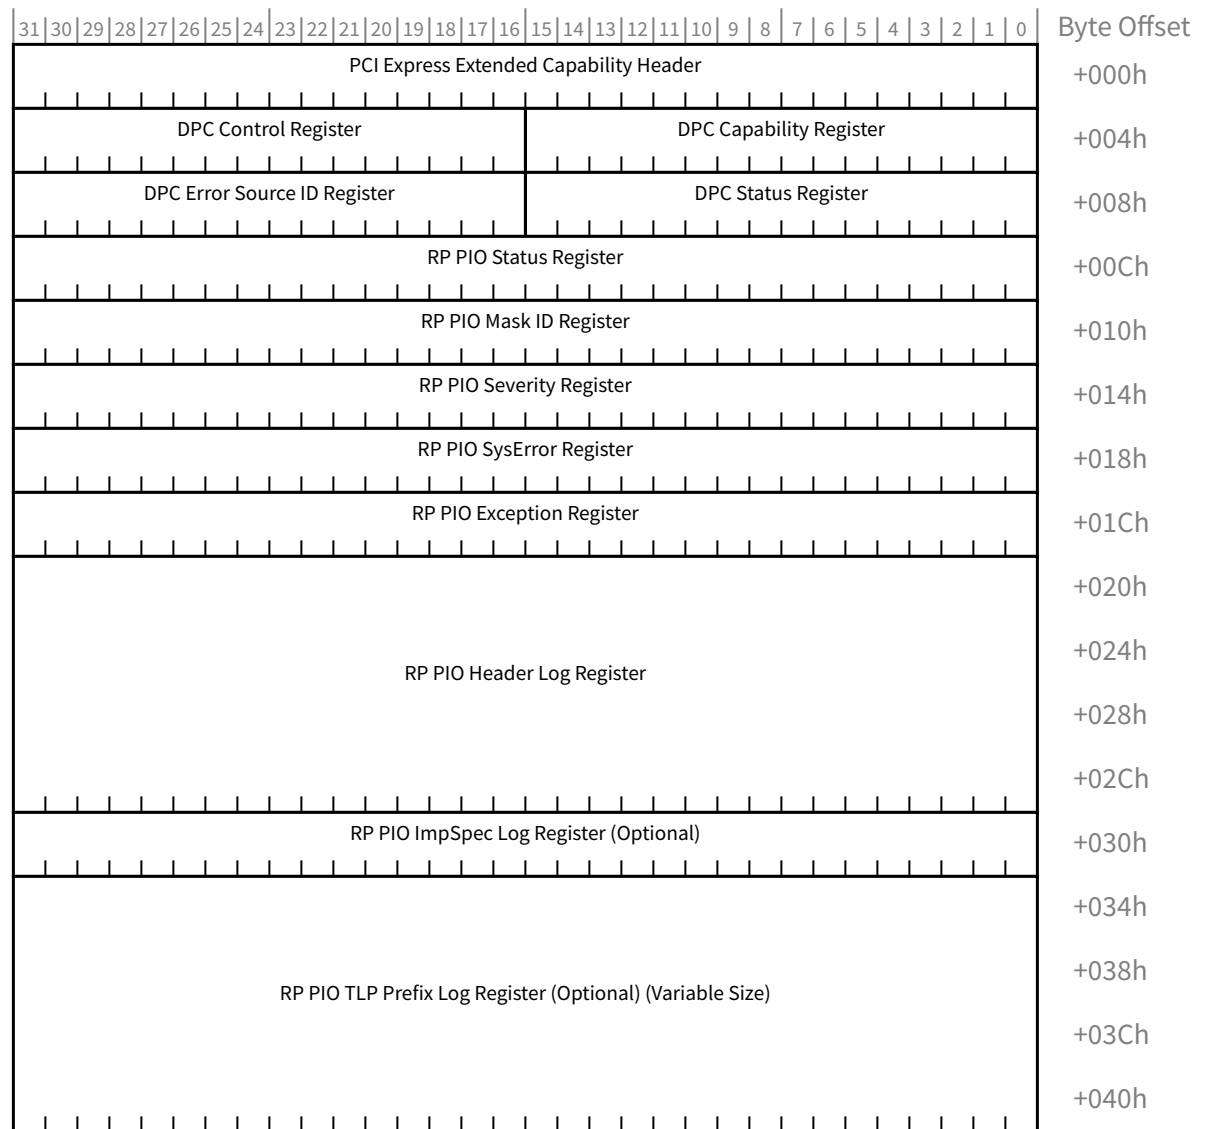 31 30 29 28 27 26 25 24 23 22 21 20 19 18 17 16 15 14 13 12 11 10 9 8 7 6 5 4 3 2 1 0 Byte Offset
PCI Express Extended Capability Header +000h
DPC Control Register DPC Capability Register +004h
DPC Error Source ID Register DPC Status Register +008h
RP PIO Status Register +00Ch
RP PIO Mask ID Register +010h
RP PIO Severity Register +014h
RP PIO SysError Register +018h
RP PIO Exception Register +01Ch
+020h
+024h
RP PIO Header Log Register
+028h
+02Ch
RP PIO ImpSpec Log Register (Optional) +030h
+034h
+038h
RP PIO TLP Prefix Log Register (Optional) (Variable Size)
+03Ch
+040h